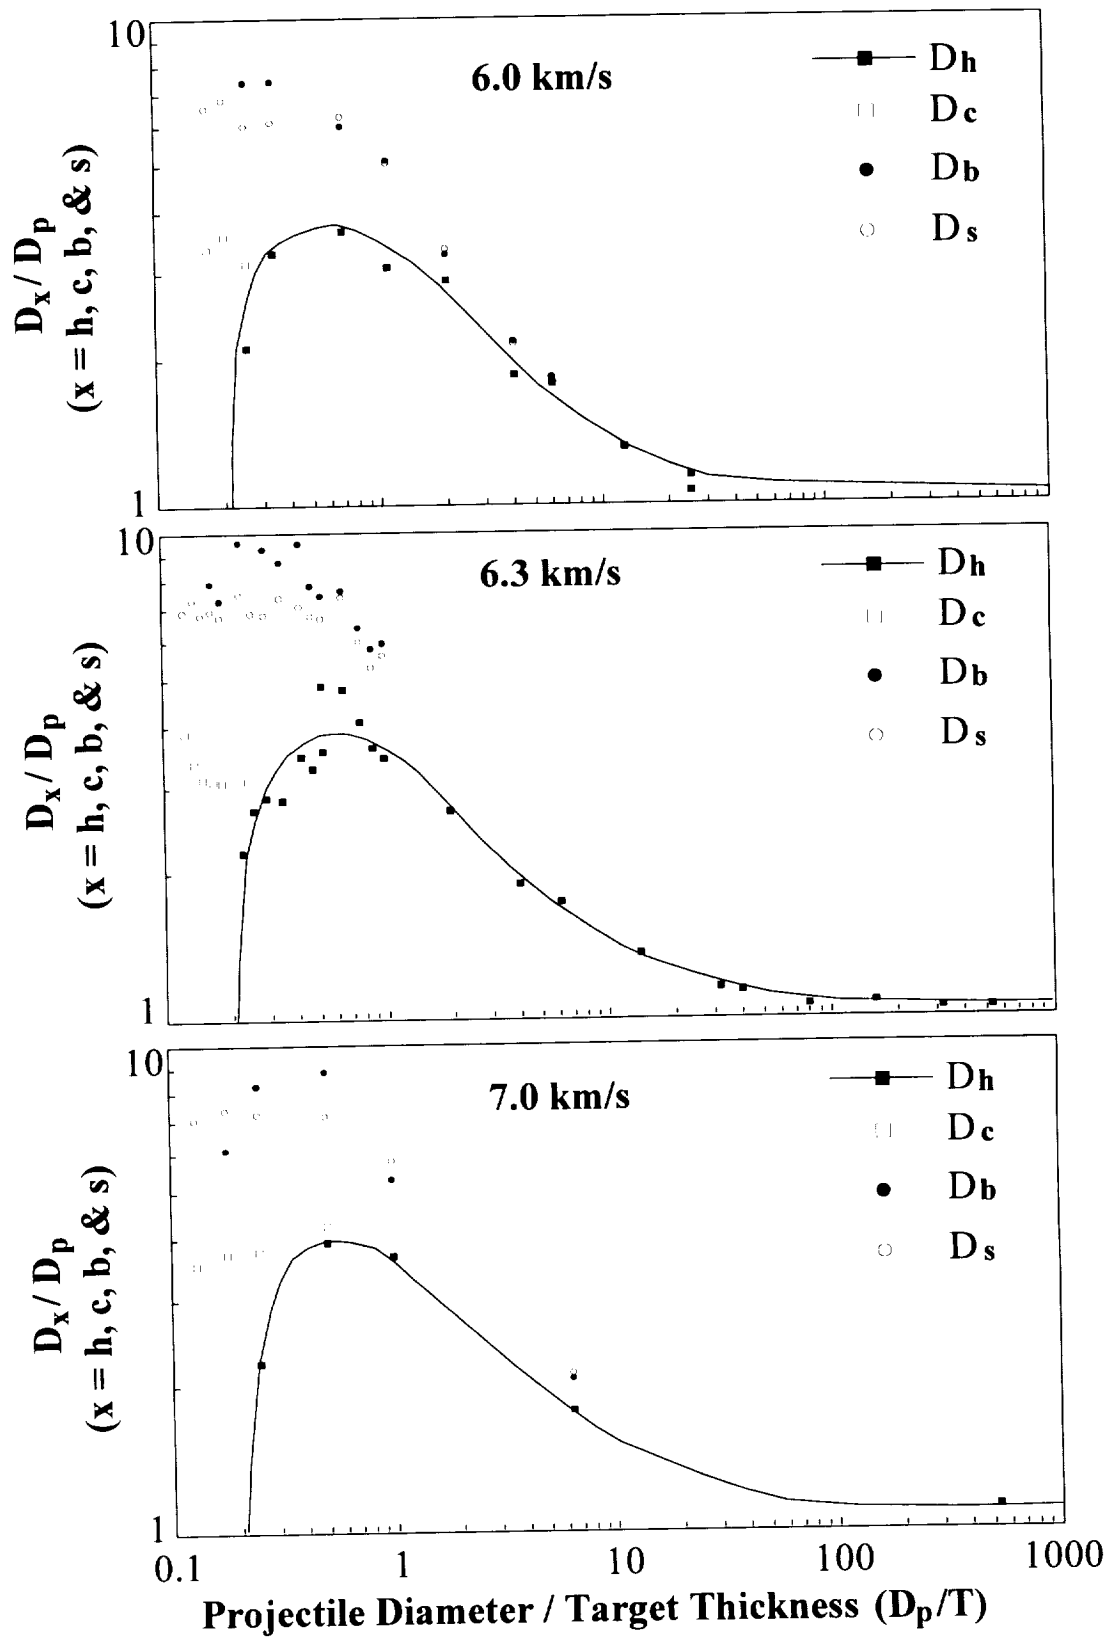 10
6.0 km/s
Dh
Dc
Db
Ds
Dx / Dp
(x = h, c, b, & s)
1
10
6.3 km/s
Dh
Dc
Db
Ds
Dx / Dp
(x = h, c, b, & s)
1
10
7.0 km/s
Dh
Dc
Db
Ds
Dx / Dp
(x = h, c, b, & s)
1
0.1 1 10 100 1000
Projectile Diameter / Target Thickness (Dp/T)